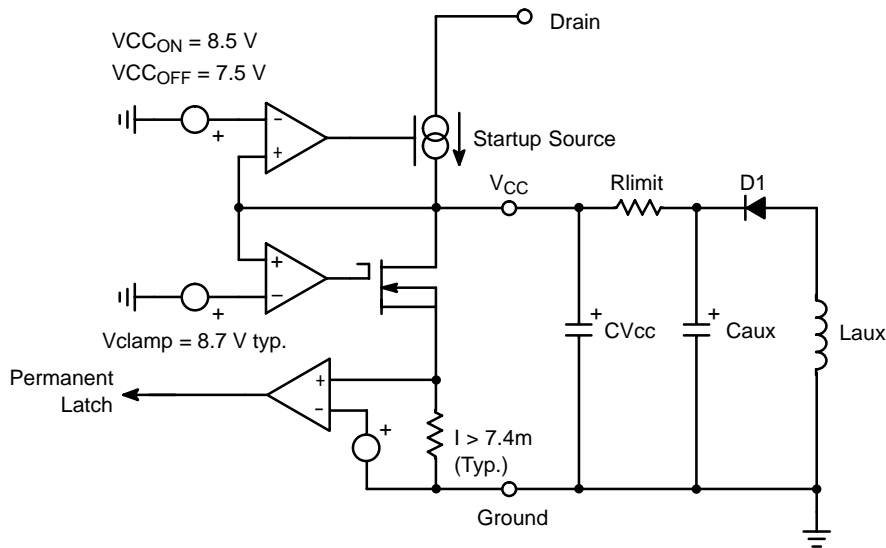 Drain
VCC_ON = 8.5 V
VCC_OFF = 7.5 V
−
+
+
Startup Source
V_CC
Rlimit
D1
+
−
+
Vclamp = 8.7 V typ.
+
CVcc
+
Caux
Laux
Permanent
Latch
+
−
+
I > 7.4m
(Typ.)
Ground